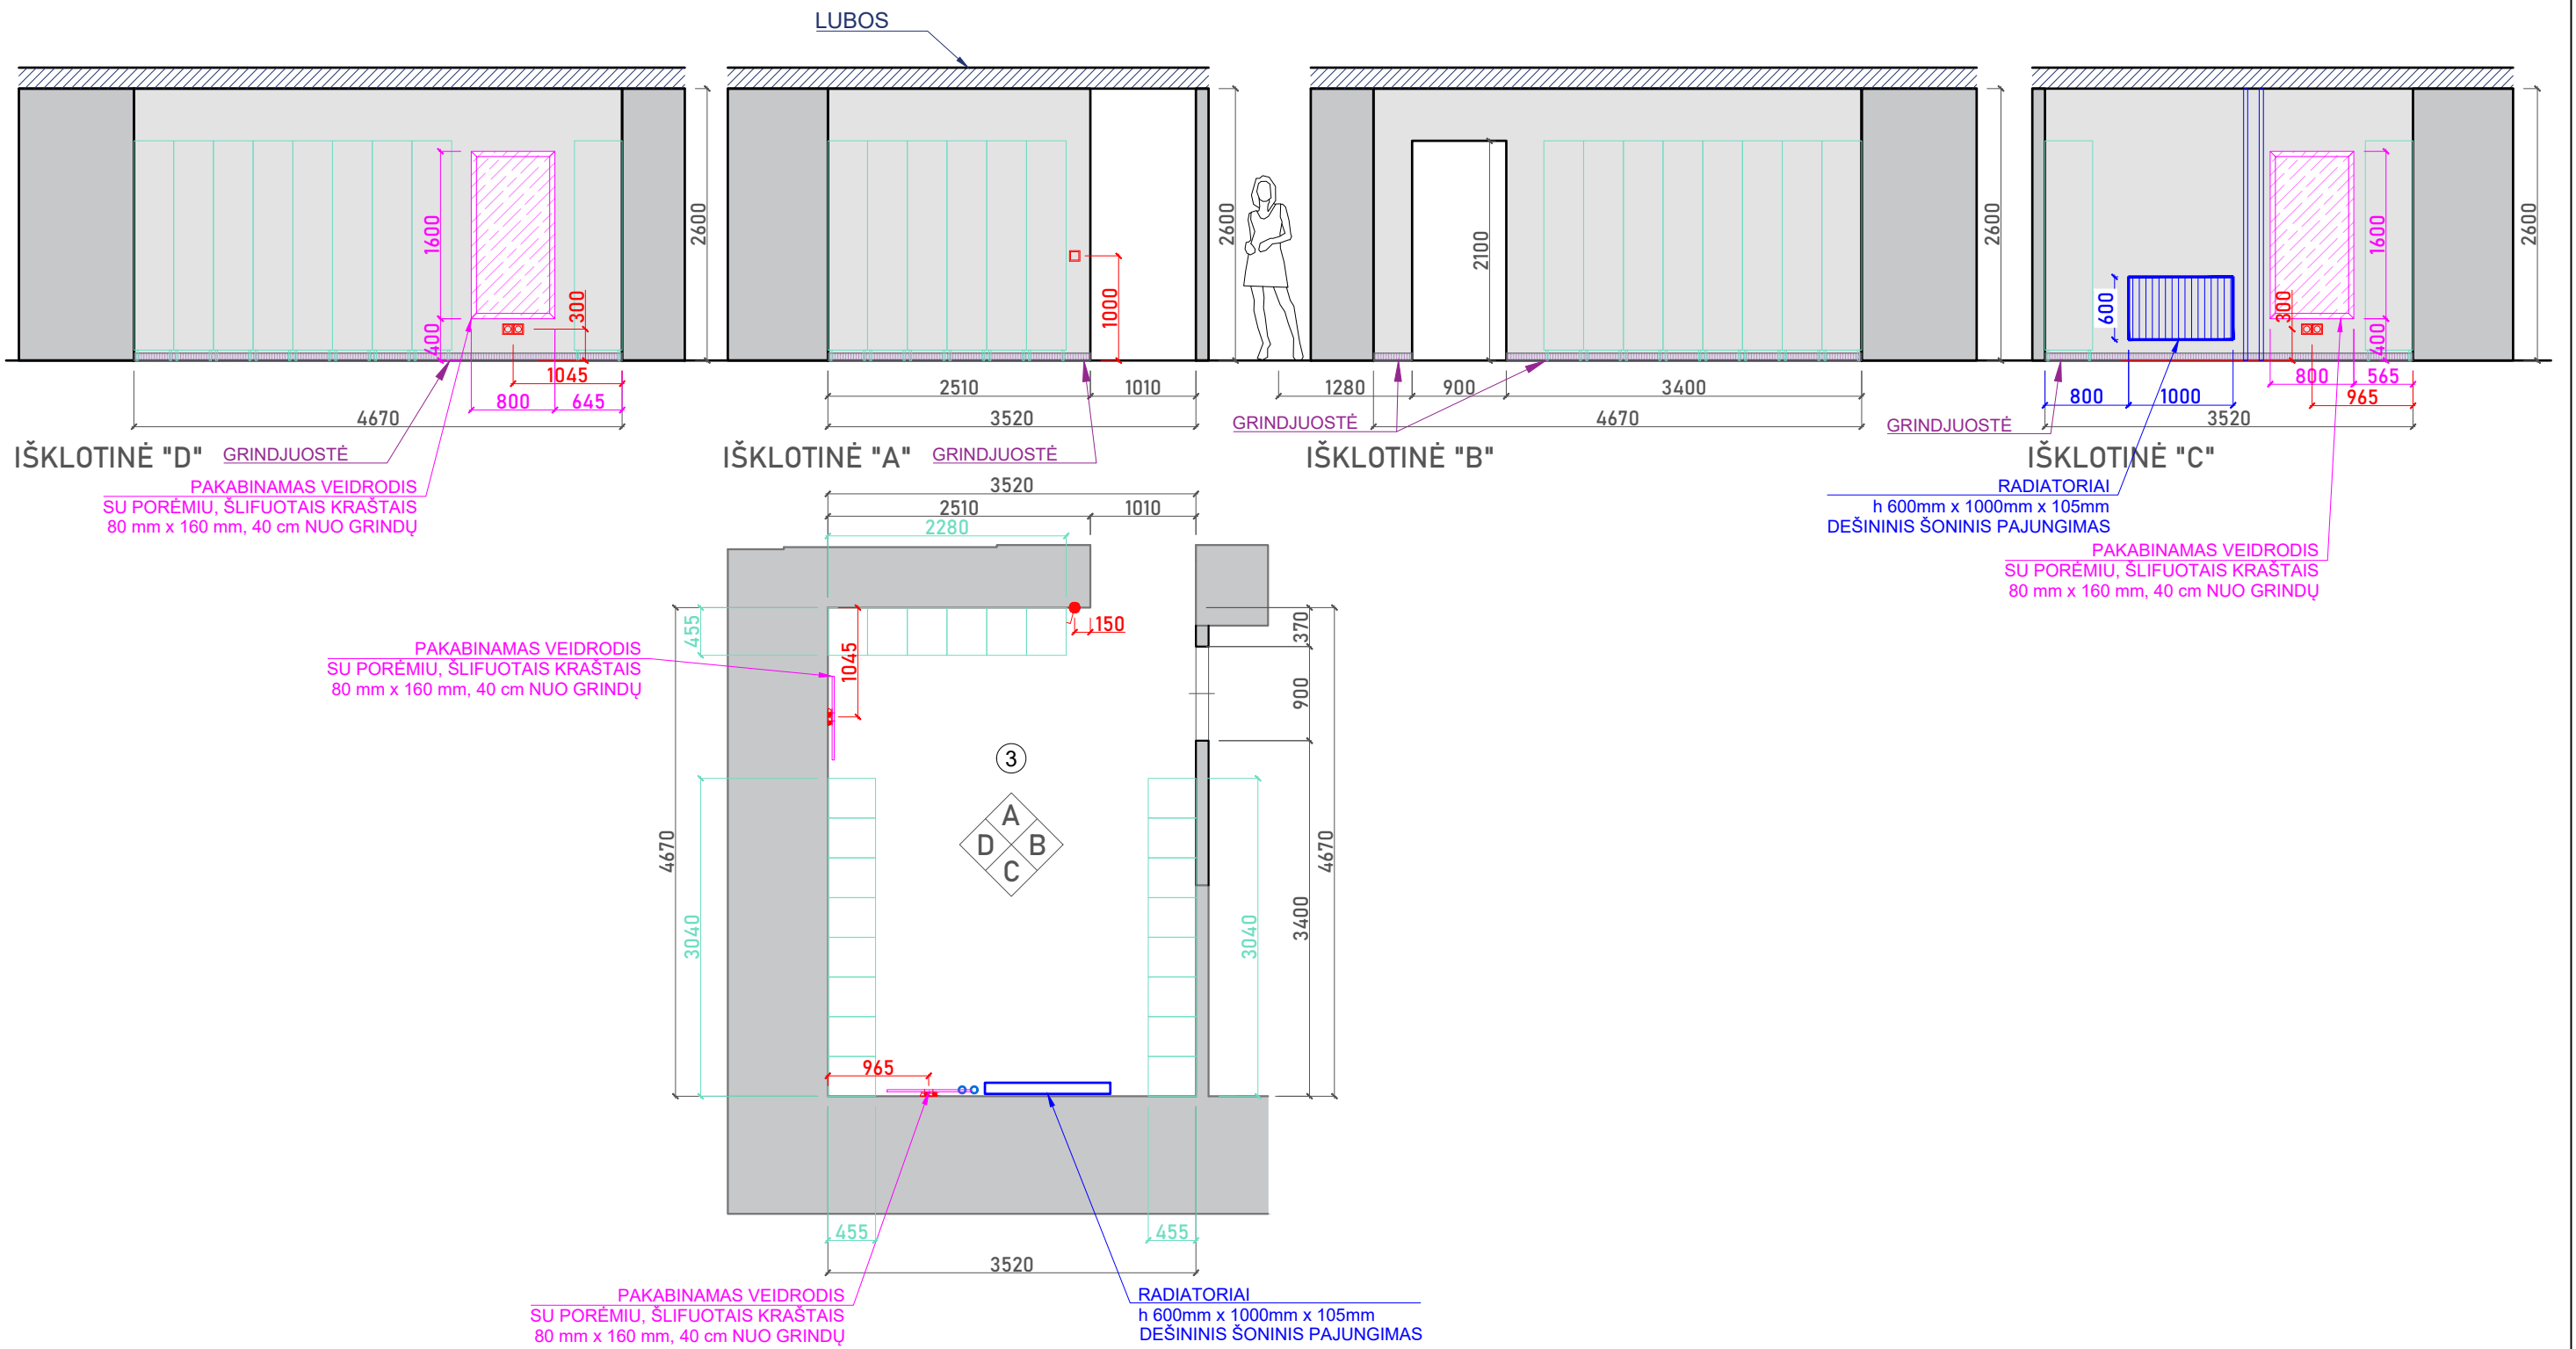 LUBOS
2600
1600
400
300
1045
800
645
4670
IŠKLOTINĖ "D"
GRINDJUOSTĖ
PAKABINAMAS VEIDRODIS
SU PORĖMIU, ŠLIFUOTAIS KRAŠTAIS
80 mm x 160 mm, 40 cm NUO GRINDŲ
2600
1000
2510
1010
3520
IŠKLOTINĖ "A"
GRINDJUOSTĖ
2600
2100
1280
900
3400
4670
GRINDJUOSTĖ
IŠKLOTINĖ "B"
2600
600
1600
300
400
800
565
800
1000
965
3520
GRINDJUOSTĖ
IŠKLOTINĖ "C"
RADIATORIAI
h 600mm x 1000mm x 105mm
DEŠININIS ŠONINIS PAJUNGIMAS
PAKABINAMAS VEIDRODIS
SU PORĖMIU, ŠLIFUOTAIS KRAŠTAIS
80 mm x 160 mm, 40 cm NUO GRINDŲ
3520
2510
1010
2280
455
150
370
1045
PAKABINAMAS VEIDRODIS
SU PORĖMIU, ŠLIFUOTAIS KRAŠTAIS
80 mm x 160 mm, 40 cm NUO GRINDŲ
900
3
A
D
B
C
4670
4670
3040
3040
3400
965
455
455
3520
PAKABINAMAS VEIDRODIS
SU PORĖMIU, ŠLIFUOTAIS KRAŠTAIS
80 mm x 160 mm, 40 cm NUO GRINDŲ
RADIATORIAI
h 600mm x 1000mm x 105mm
DEŠININIS ŠONINIS PAJUNGIMAS